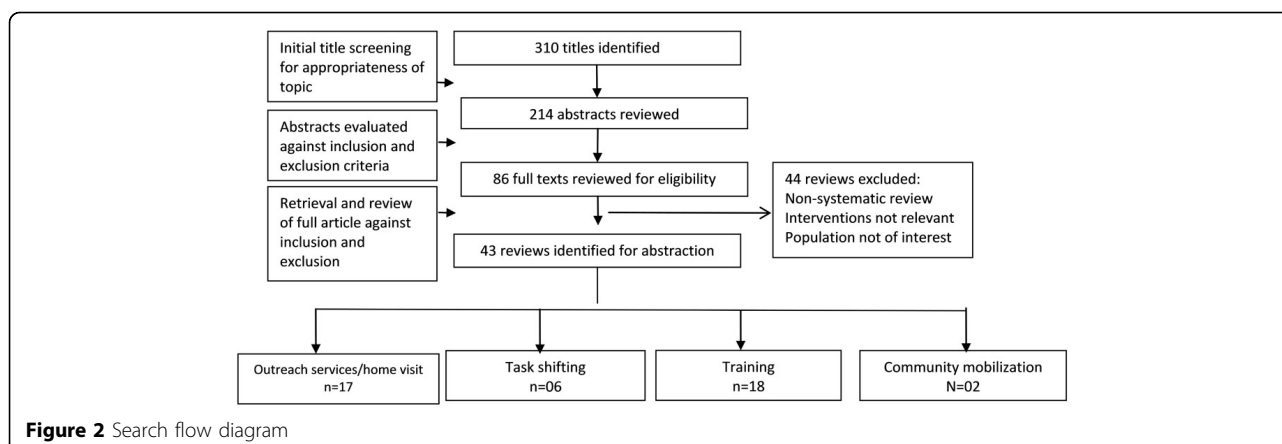 Initial title screening
for appropriateness of
topic
310 titles identified
214 abstracts reviewed
Abstracts evaluated
against inclusion and
exclusion criteria
86 full texts reviewed for eligibility
44 reviews excluded:
Non-systematic review
Interventions not relevant
Population not of interest
Retrieval and review
of full article against
inclusion and
exclusion
43 reviews identified for abstraction
Outreach services/home visit
n=17
Task shifting
n=06
Training
n=18
Community mobilization
N=02
Figure 2 Search flow diagram